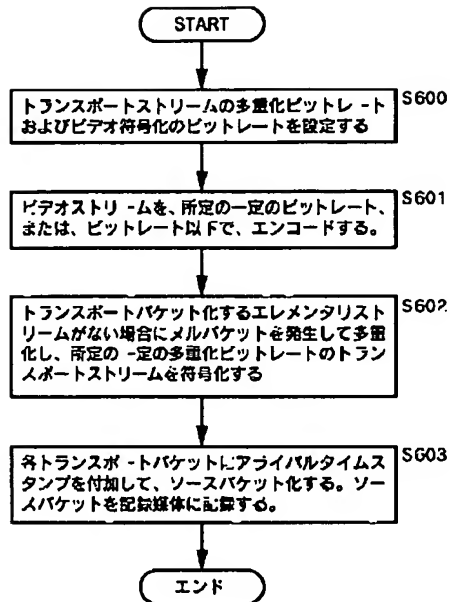 START
トランスポートストリームの多重化ビットレート
およびビデオ符号化のビットレートを設定する
S600
ビデオストリームを、所定の一定のビットレート、
または、ビットレート以下で、エンコードする。
S601
トランスポートパケット化するエレメンタリスト
リームがない場合にヌルパケットを発生して多重
化し、所定の一定の多重化ビットレートのトラン
スポートストリームを符号化する
S602
各トランスポートパケットにアライバルタイムス
タンプを付加して、ソースパケット化する。ソー
スパケットを記録媒体に記録する。
S603
エンド